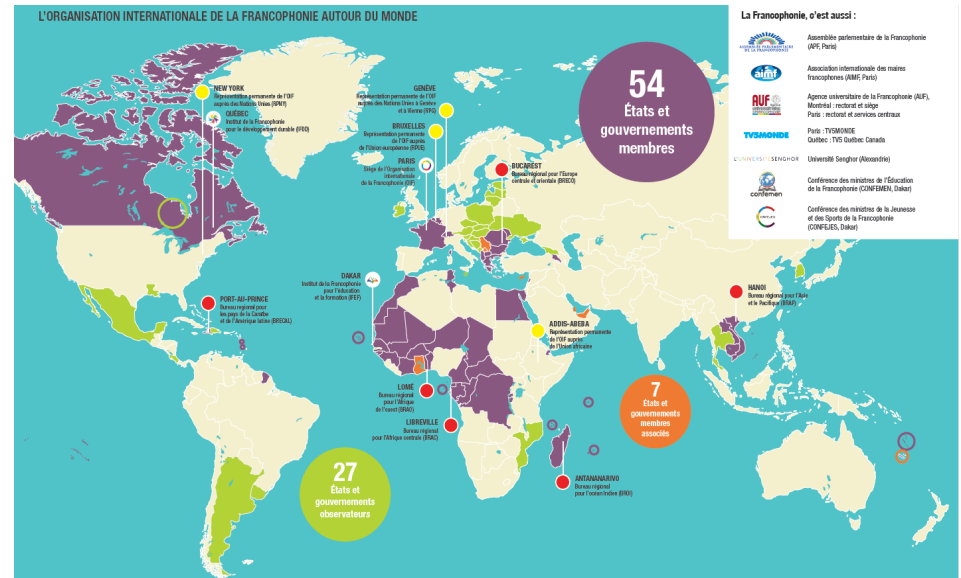 L'ORGANISATION INTERNATIONALE DE LA FRANCOPHONIE AUTOUR DU MONDE
NEW YORK
Représentation permanente de l'OIF
auprès des Nations Unies (RPNY)
QUÉBEC
Institut de la Francophonie
pour le développement durable (IFDD)
GENÈVE
Représentation permanente de l'OIF
auprès des Nations Unies à Genève
et à Vienne (RPG)
BRUXELLES
Représentation permanente
de l'OIF auprès
de l'Union européenne (RPUE)
PARIS
Siège de l'Organisation
internationale
de la Francophonie (OIF)
BUCAREST
Bureau régional pour l'Europe
centrale et orientale (BRECO)
54
États et
gouvernements
membres
DAKAR
Institut de la Francophonie
pour l'éducation
et la formation (IFEF)
PORT-AU-PRINCE
Bureau régional pour
les pays de la Caraïbe
et de l'Amérique latine (BRECAL)
ADDIS-ABEBA
Représentation permanente
de l'OIF auprès
de l'Union africaine
HANOI
Bureau régional pour l'Asie
et le Pacifique (BRAP)
LOMÉ
Bureau régional
pour l'Afrique
de l'ouest (BRAO)
LIBREVILLE
Bureau régional
pour l'Afrique centrale (BRAC)
7
États et
gouvernements
membres
associés
27
États et
gouvernements
observateurs
ANTANANARIVO
Bureau régional
pour l'océan Indien (BROI)
La Francophonie, c'est aussi :
ASSEMBLÉE PARLEMENTAIRE
DE LA FRANCOPHONIE
Assemblée parlementaire de la Francophonie
(APF, Paris)
aimf
Association internationale des maires
francophones (AIMF, Paris)
AUF
Agence universitaire de la Francophonie (AUF),
Montréal : rectorat et siège
Paris : rectorat et services centraux
TV5MONDE
Paris : TV5MONDE
Québec : TV5 Québec Canada
L'UNIVERSITÉSENGHOR
Université Senghor (Alexandrie)
confemen
Conférence des ministres de l'Éducation
de la Francophonie (CONFEMEN, Dakar)
CONFEJES
Conférence des ministres de la Jeunesse
et des Sports de la Francophonie
(CONFEJES, Dakar)